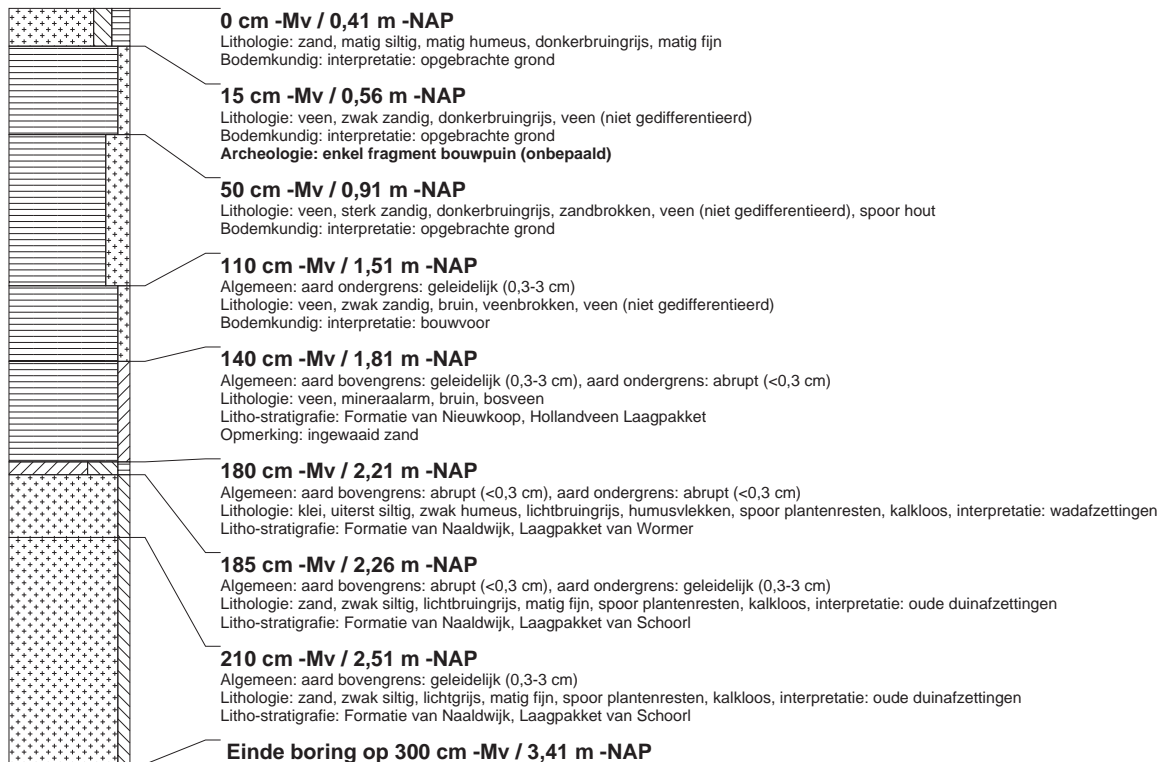 0 cm -Mv / 0,41 m -NAP
Lithologie: zand, matig siltig, matig humeus, donkerbruingrijs, matig fijn
Bodemkundig: interpretatie: opgebrachte grond
15 cm -Mv / 0,56 m -NAP
Lithologie: veen, zwak zandig, donkerbruingrijs, veen (niet gedifferentieerd)
Bodemkundig: interpretatie: opgebrachte grond
Archeologie: enkel fragment bouwpuin (onbepaald)
50 cm -Mv / 0,91 m -NAP
Lithologie: veen, sterk zandig, donkerbruingrijs, zandbrokken, veen (niet gedifferentieerd), spoor hout
Bodemkundig: interpretatie: opgebrachte grond
110 cm -Mv / 1,51 m -NAP
Algemeen: aard ondergrens: geleidelijk (0,3-3 cm)
Lithologie: veen, zwak zandig, bruin, veenbrokken, veen (niet gedifferentieerd)
Bodemkundig: interpretatie: bouwvoor
140 cm -Mv / 1,81 m -NAP
Algemeen: aard bovengrens: geleidelijk (0,3-3 cm), aard ondergrens: abrupt (<0,3 cm)
Lithologie: veen, mineraalarm, bruin, bosveen
Litho-stratigrafie: Formatie van Nieuwkoop, Hollandveen Laagpakket
Opmerking: ingewaaid zand
180 cm -Mv / 2,21 m -NAP
Algemeen: aard bovengrens: abrupt (<0,3 cm), aard ondergrens: abrupt (<0,3 cm)
Lithologie: klei, uiterst siltig, zwak humeus, lichtbruingrijs, humusvlekken, spoor plantenresten, kalkloos, interpretatie: wadafzettingen
Litho-stratigrafie: Formatie van Naaldwijk, Laagpakket van Wormer
185 cm -Mv / 2,26 m -NAP
Algemeen: aard bovengrens: abrupt (<0,3 cm), aard ondergrens: geleidelijk (0,3-3 cm)
Lithologie: zand, zwak siltig, lichtbruingrijs, matig fijn, spoor plantenresten, kalkloos, interpretatie: oude duinafzettingen
Litho-stratigrafie: Formatie van Naaldwijk, Laagpakket van Schoorl
210 cm -Mv / 2,51 m -NAP
Algemeen: aard bovengrens: geleidelijk (0,3-3 cm)
Lithologie: zand, zwak siltig, lichtgrijs, matig fijn, spoor plantenresten, kalkloos, interpretatie: oude duinafzettingen
Litho-stratigrafie: Formatie van Naaldwijk, Laagpakket van Schoorl
Einde boring op 300 cm -Mv / 3,41 m -NAP